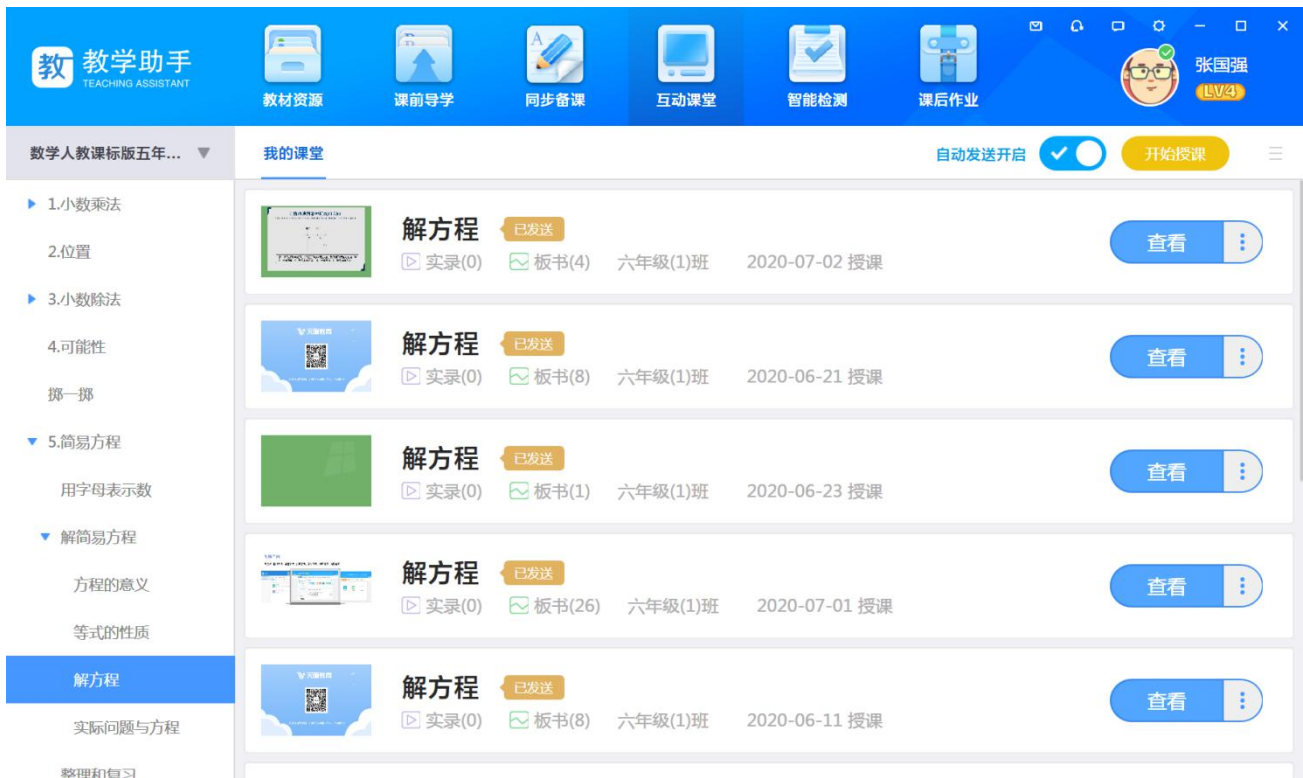 教 教学助手
TEACHING ASSISTANT
教材资源 课前导学 同步备课 互动课堂 智能检测 课后作业
张国强
LV4
数学人教课标版五年... 我的课堂 自动发送开启 开始授课
1.小数乘法
2.位置
3.小数除法
4.可能性
掷一掷
5.简易方程
用字母表示数
解简易方程
方程的意义
等式的性质
解方程
实际问题与方程
整理和复习
解方程 已发送
实录(0) 板书(4) 六年级(1)班 2020-07-02 授课
查看
解方程 已发送
实录(0) 板书(8) 六年级(1)班 2020-06-21 授课
查看
解方程 已发送
实录(0) 板书(1) 六年级(1)班 2020-06-23 授课
查看
解方程 已发送
实录(0) 板书(26) 六年级(1)班 2020-07-01 授课
查看
解方程 已发送
实录(0) 板书(8) 六年级(1)班 2020-06-11 授课
查看